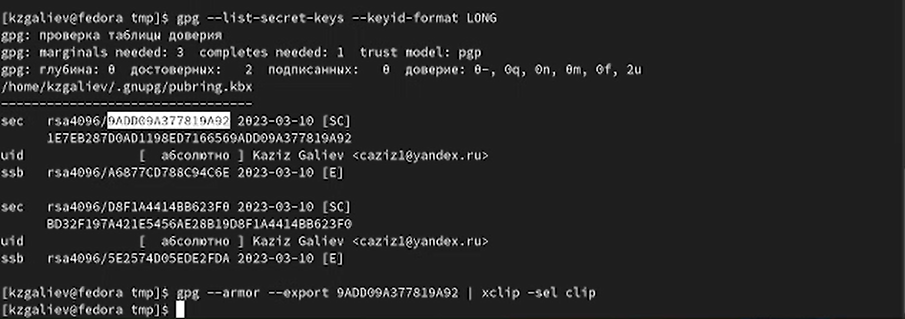 [kzgaliev@fedora tmp]$ gpg --list-secret-keys --keyid-format LONG
gpg: проверка таблицы доверия
gpg: marginals needed: 3  completes needed: 1  trust model: pgp
gpg: глубина: 0  достоверных:   2  подписанных:   0  доверие: 0-, 0q, 0n, 0m, 0f, 2u
/home/kzgaliev/.gnupg/pubring.kbx
---------------------------------
sec   rsa4096/9ADD09A377819A92 2023-03-10 [SC]
      1E7EB287D0AD1198ED7166569ADD09A377819A92
uid                 [  абсолютно ] Kaziz Galiev <caziz1@yandex.ru>
ssb   rsa4096/A6877CD788C94C6E 2023-03-10 [E]
sec   rsa4096/D8F1A4414BB623F0 2023-03-10 [SC]
      BD32F197A421E5456AE28B19D8F1A4414BB623F0
uid                 [  абсолютно ] Kaziz Galiev <caziz1@yandex.ru>
ssb   rsa4096/5E2574D05EDE2FDA 2023-03-10 [E]
[kzgaliev@fedora tmp]$ gpg --armor --export 9ADD09A377819A92 | xclip -sel clip
[kzgaliev@fedora tmp]$